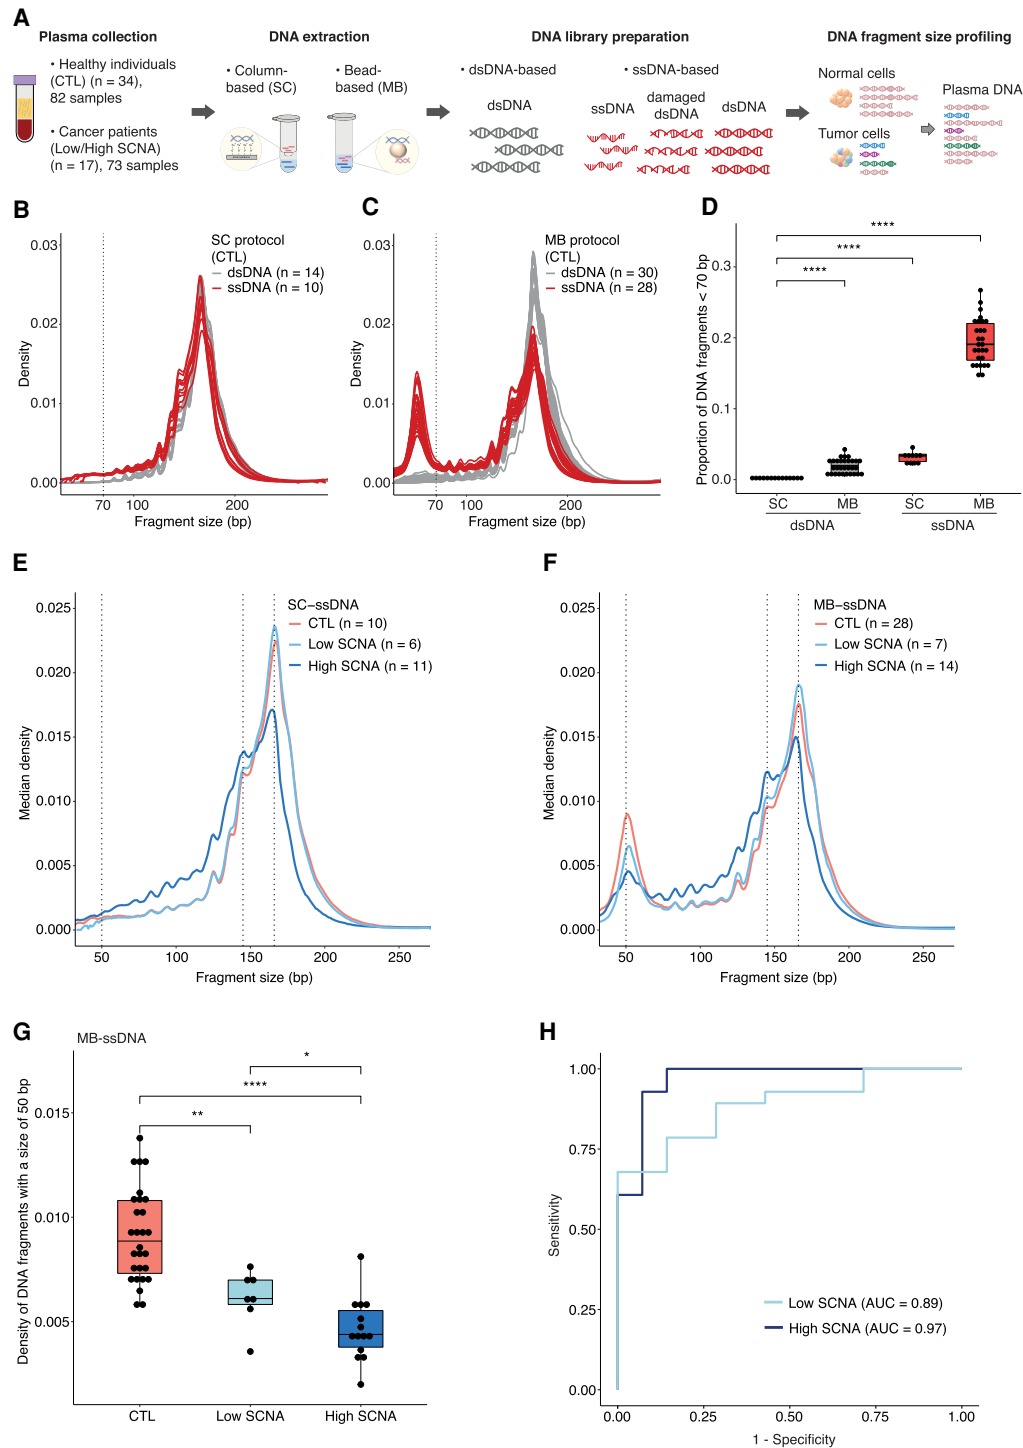 A
Plasma collection
DNA extraction
DNA library preparation
DNA fragment size profiling
• Healthy individuals
(CTL) (n = 34),
82 samples
• Cancer patients
(Low/High SCNA)
(n = 17), 73 samples
• Column-
based (SC)
• Bead-
based (MB)
• dsDNA-based
dsDNA
• ssDNA-based
ssDNA
damaged
dsDNA
dsDNA
Normal cells
Tumor cells
Plasma DNA
B
SC protocol
(CTL)
dsDNA (n = 14)
ssDNA (n = 10)
0.03
0.02
0.01
0.00
Density
70
100
200
Fragment size (bp)
C
MB protocol
(CTL)
dsDNA (n = 30)
ssDNA (n = 28)
0.03
0.02
0.01
0.00
Density
70
100
200
Fragment size (bp)
D
****
****
****
0.3
0.2
0.1
0.0
Proportion of DNA fragments < 70 bp
SC
MB
SC
MB
dsDNA
ssDNA
E
SC−ssDNA
CTL (n = 10)
Low SCNA (n = 6)
High SCNA (n = 11)
0.025
0.020
0.015
0.010
0.005
0.000
Median density
50
100
150
200
250
Fragment size (bp)
F
MB−ssDNA
CTL (n = 28)
Low SCNA (n = 7)
High SCNA (n = 14)
0.025
0.020
0.015
0.010
0.005
0.000
Median density
50
100
150
200
250
Fragment size (bp)
G
MB-ssDNA
*
****
**
0.015
0.010
0.005
Density of DNA fragments with a size of 50 bp
CTL
Low SCNA
High SCNA
H
1.00
0.75
0.50
0.25
0.00
Sensitivity
Low SCNA (AUC = 0.89)
High SCNA (AUC = 0.97)
0.00
0.25
0.50
0.75
1.00
1 - Specificity